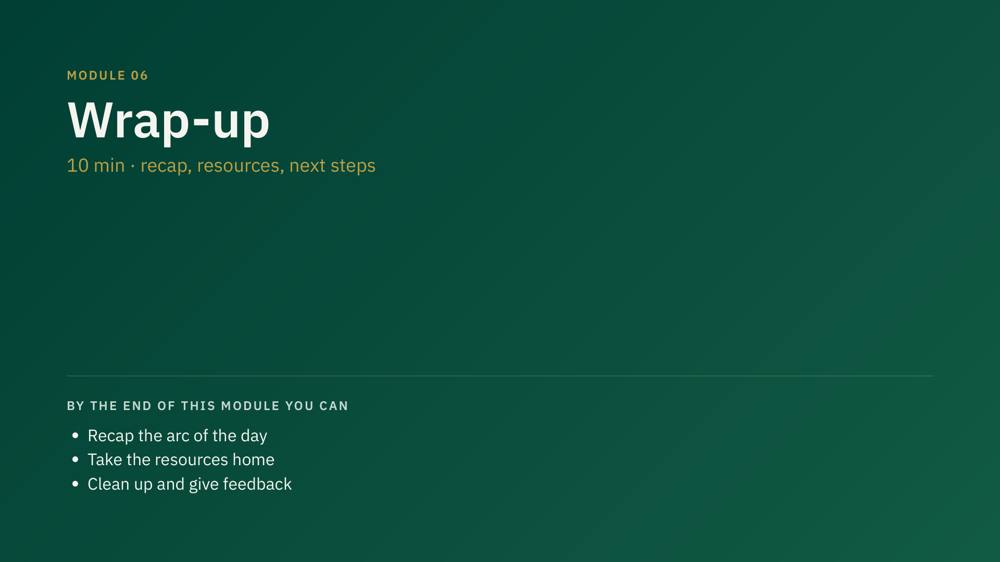 MODULE 06
Wrap-up
10 min · recap, resources, next steps
BY THE END OF THIS MODULE YOU CAN
• Recap the arc of the day
• Take the resources home
• Clean up and give feedback